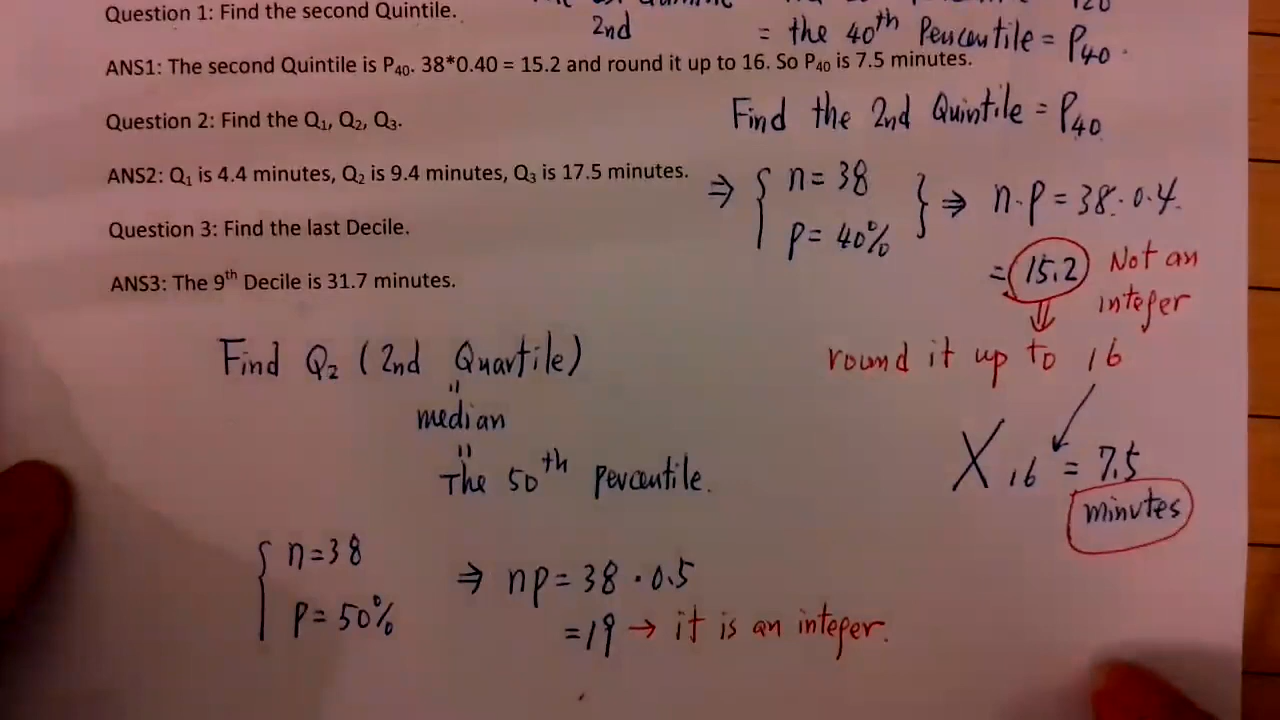 Question 1: Find the second Quintile.
2nd
= the 40th Percentile = P40.
ANS1: The second Quintile is P40. 38*0.40 = 15.2 and round it up to 16. So P40 is 7.5 minutes.
Question 2: Find the Q1, Q2, Q3.
Find the 2nd Quintile = P40
ANS2: Q1 is 4.4 minutes, Q2 is 9.4 minutes, Q3 is 17.5 minutes.
⇒ { n = 38
p = 40% } ⇒ n·p = 38·0.4
Question 3: Find the last Decile.
= 15.2 Not an
integer
ANS3: The 9th Decile is 31.7 minutes.
⇓
round it up to 16
Find Q2 (2nd Quartile)
"
median
"
The 50th percentile.
X16 = 7.5
minutes
{ n=38
p = 50%
⇒ np = 38 · 0.5
= 19 → it is an integer.